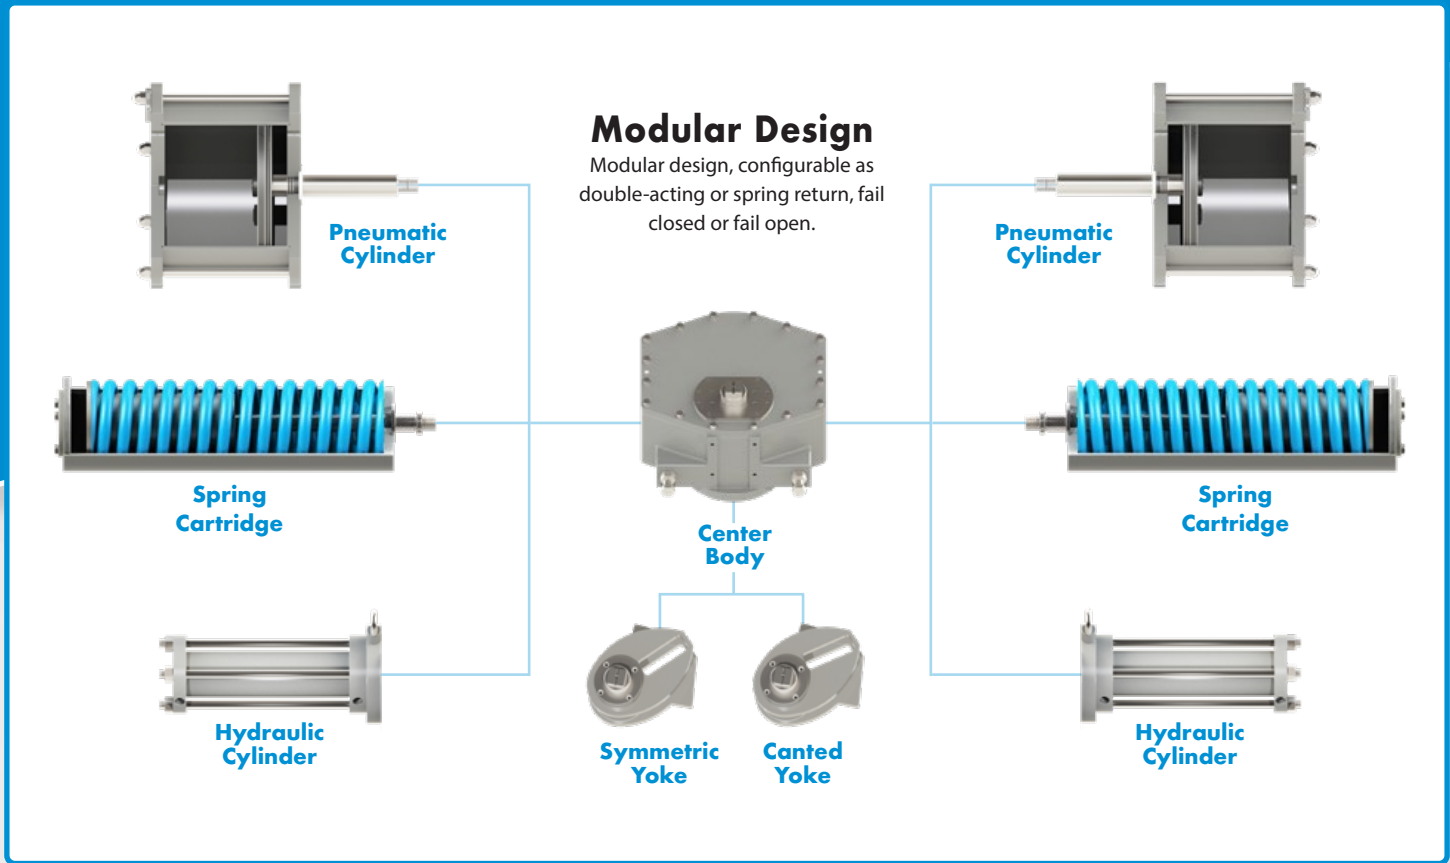 Modular Design
Modular design, configurable as
double-acting or spring return, fail
closed or fail open.
Pneumatic
Cylinder
Pneumatic
Cylinder
Spring
Cartridge
Center
Body
Spring
Cartridge
Hydraulic
Cylinder
Symmetric
Yoke
Canted
Yoke
Hydraulic
Cylinder